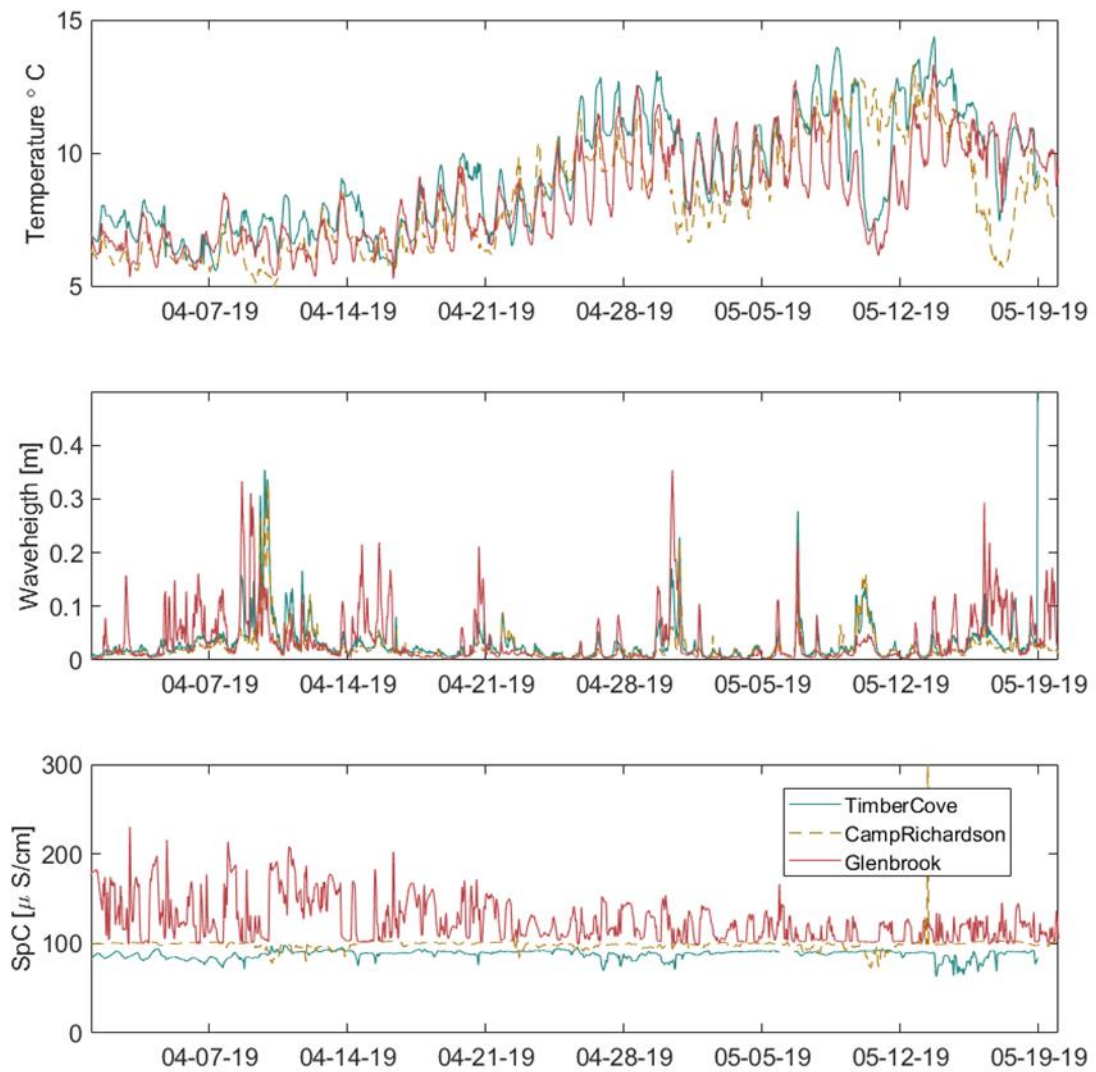 15
10
5
Temperature ° C
04-07-19 04-14-19 04-21-19 04-28-19 05-05-19 05-12-19 05-19-19
0.4
0.3
0.2
0.1
0
Waveheigth [m]
04-07-19 04-14-19 04-21-19 04-28-19 05-05-19 05-12-19 05-19-19
300
200
100
0
SpC [μ S/cm]
TimberCove
CampRichardson
Glenbrook
04-07-19 04-14-19 04-21-19 04-28-19 05-05-19 05-12-19 05-19-19